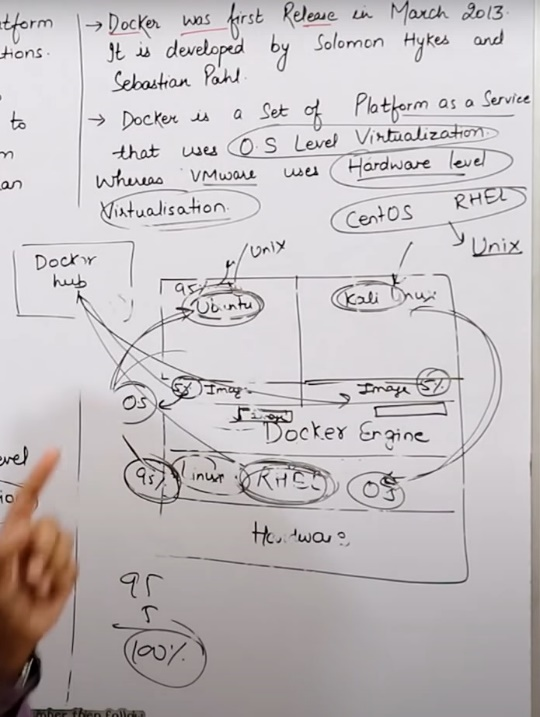 tform
tions.
to
an
→ Docker was first Release in March 2013.
It is developed by Solomon Hykes and
Sebastian Pahl.
→ Docker is a Set of Platform as a Service
that uses O.S Level Virtualization.
Whereas VMware uses Hardware level
Virtualisation.
CentOS RHEL
Unix
Docker
hub
Unix
95%
Ubuntu
Kali Linux
OS
5% Image
Image 5%
Image
Docker Engine
95% Linux RHEL OS
Hardware
evel
95
5
100%